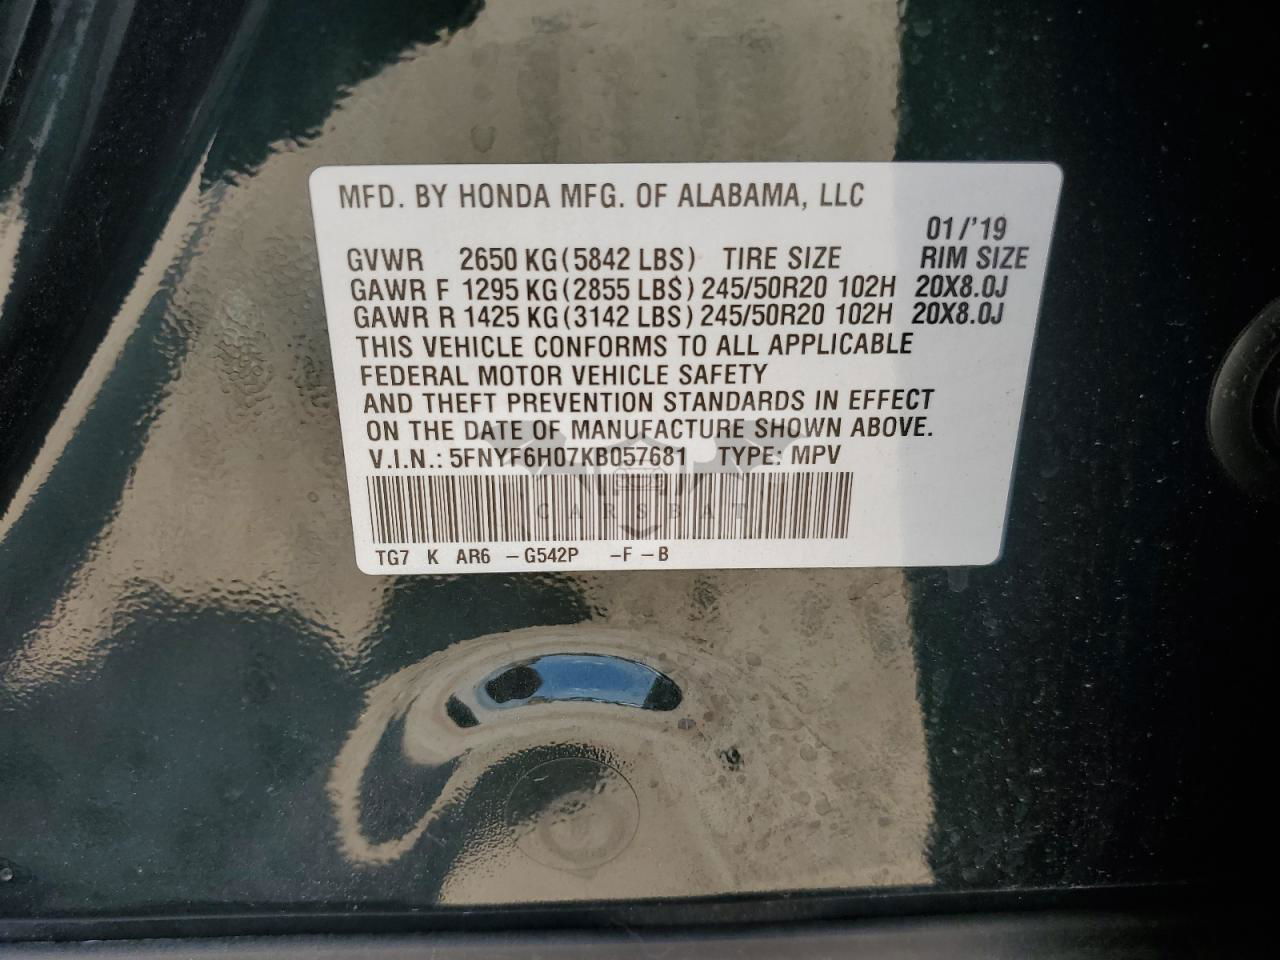 MFD. BY HONDA MFG. OF ALABAMA, LLC
01/'19
GVWR 2650 KG (5842 LBS) TIRE SIZE RIM SIZE
GAWR F 1295 KG (2855 LBS) 245/50R20 102H 20X8.0J
GAWR R 1425 KG (3142 LBS) 245/50R20 102H 20X8.0J
THIS VEHICLE CONFORMS TO ALL APPLICABLE
FEDERAL MOTOR VEHICLE SAFETY
AND THEFT PREVENTION STANDARDS IN EFFECT
ON THE DATE OF MANUFACTURE SHOWN ABOVE.
V.I.N.: 5FNYF6H07KB057681 TYPE: MPV
CARSBAT
TG7 K AR6 -G542P -F-B